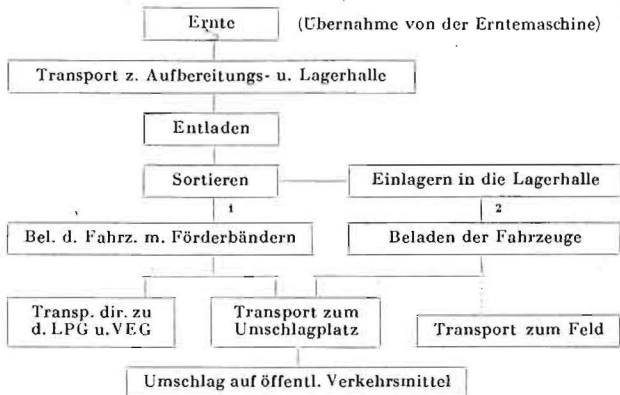 Ernte (Übernahme von der Erntemaschine)
Transport z. Aufbereitungs- u. Lagerhalle
Entladen
Sortieren
Einlagern in die Lagerhalle
1
2
Bel. d. Fahrz. m. Förderbändern
Beladen der Fahrzeuge
Transp. dir. zu
d. LPG u. VEG
Transport zum
Umschlagplatz
Transport zum Feld
Umschlag auf öffentl. Verkehrsmittel